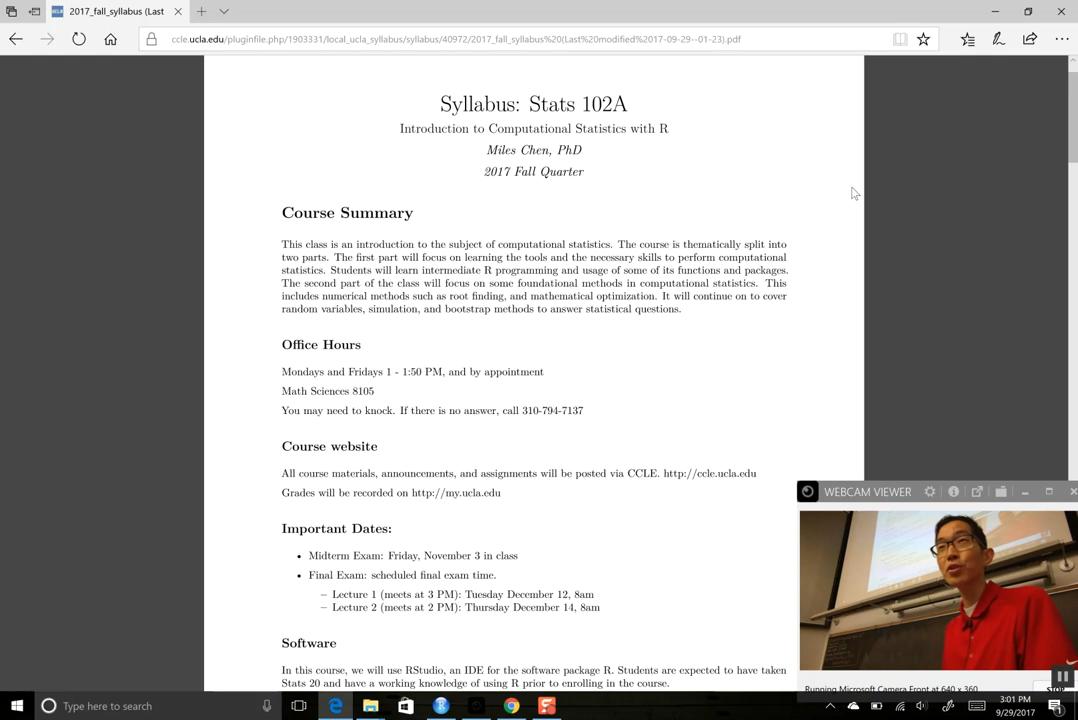 2017_fall_syllabus (Last
ccle.ucla.edu/pluginfile.php/1903331/local_ucla_syllabus/syllabus/40972/2017_fall_syllabus%20(Last%20modified%2017-09-29--01-23).pdf
Syllabus: Stats 102A
Introduction to Computational Statistics with R
Miles Chen, PhD
2017 Fall Quarter
Course Summary
This class is an introduction to the subject of computational statistics. The course is thematically split into
two parts. The first part will focus on learning the tools and the necessary skills to perform computational
statistics. Students will learn intermediate R programming and usage of some of its functions and packages.
The second part of the class will focus on some foundational methods in computational statistics. This
includes numerical methods such as root finding, and mathematical optimization. It will continue on to cover
random variables, simulation, and bootstrap methods to answer statistical questions.
Office Hours
Mondays and Fridays 1 - 1:50 PM, and by appointment
Math Sciences 8105
You may need to knock. If there is no answer, call 310-794-7137
Course website
All course materials, announcements, and assignments will be posted via CCLE. http://ccle.ucla.edu
Grades will be recorded on http://my.ucla.edu
Important Dates:
• Midterm Exam: Friday, November 3 in class
• Final Exam: scheduled final exam time.
– Lecture 1 (meets at 3 PM): Tuesday December 12, 8am
– Lecture 2 (meets at 2 PM): Thursday December 14, 8am
Software
In this course, we will use RStudio, an IDE for the software package R. Students are expected to have taken
Stats 20 and have a working knowledge of using R prior to enrolling in the course.
WEBCAM VIEWER
Running Microsoft Camera Front at 640 x 360
STOP
Type here to search
3:01 PM
9/29/2017